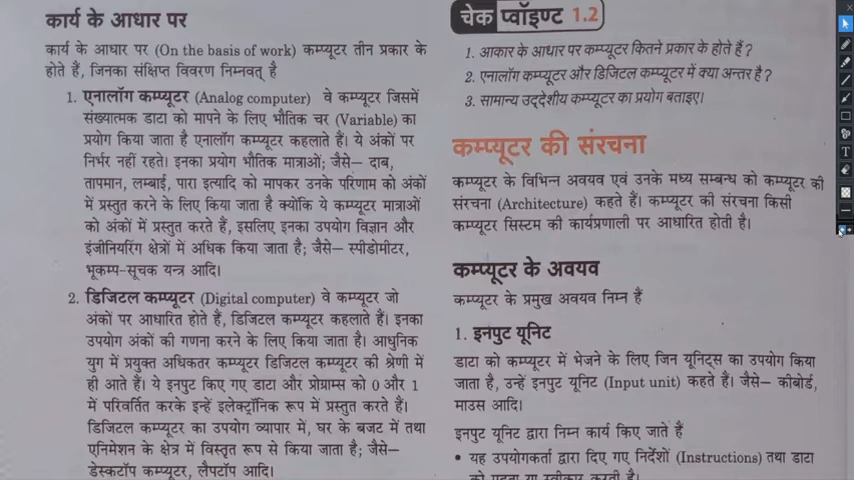 कार्य के आधार पर
कार्य के आधार पर (On the basis of work) कम्प्यूटर तीन प्रकार के
होते हैं, जिनका संक्षिप्त विवरण निम्नवत् है
1. एनालॉग कम्प्यूटर (Analog computer) वे कम्प्यूटर जिसमें
संख्यात्मक डाटा को मापने के लिए भौतिक चर (Variable) का
प्रयोग किया जाता है एनालॉग कम्प्यूटर कहलाते हैं। ये अंकों पर
निर्भर नहीं रहते। इनका प्रयोग भौतिक मात्राओं; जैसे— दाब,
तापमान, लम्बाई, पारा इत्यादि को मापकर उनके परिणाम को अंकों
में प्रस्तुत करने के लिए किया जाता है क्योंकि ये कम्प्यूटर मात्राओं
को अंकों में प्रस्तुत करते हैं, इसलिए इनका उपयोग विज्ञान और
इंजीनियरिंग क्षेत्रों में अधिक किया जाता है; जैसे— स्पीडोमीटर,
भूकम्प-सूचक यन्त्र आदि।
2. डिजिटल कम्प्यूटर (Digital computer) वे कम्प्यूटर जो
अंकों पर आधारित होते हैं, डिजिटल कम्प्यूटर कहलाते हैं। इनका
उपयोग अंकों की गणना करने के लिए किया जाता है। आधुनिक
युग में प्रयुक्त अधिकतर कम्प्यूटर डिजिटल कम्प्यूटर की श्रेणी में
ही आते हैं। ये इनपुट किए गए डाटा और प्रोग्राम्स को 0 और 1
में परिवर्तित करके इन्हें इलेक्ट्रॉनिक रूप में प्रस्तुत करते हैं।
डिजिटल कम्प्यूटर का उपयोग व्यापार में, घर के बजट में तथा
एनिमेशन के क्षेत्र में विस्तृत रूप से किया जाता है; जैसे—
डेस्कटॉप कम्प्यूटर, लैपटॉप आदि।
चेक प्वॉइण्ट 1.2
1. आकार के आधार पर कम्प्यूटर कितने प्रकार के होते हैं?
2. एनालॉग कम्प्यूटर और डिजिटल कम्प्यूटर में क्या अन्तर है?
3. सामान्य उद्देशीय कम्प्यूटर का प्रयोग बताइए।
कम्प्यूटर की संरचना
कम्प्यूटर के विभिन्न अवयव एवं उनके मध्य सम्बन्ध को कम्प्यूटर की
संरचना (Architecture) कहते हैं। कम्प्यूटर की संरचना किसी
कम्प्यूटर सिस्टम की कार्यप्रणाली पर आधारित होती है।
कम्प्यूटर के अवयव
कम्प्यूटर के प्रमुख अवयव निम्न हैं
1. इनपुट यूनिट
डाटा को कम्प्यूटर में भेजने के लिए जिन यूनिट्स का उपयोग किया
जाता है, उन्हें इनपुट यूनिट (Input unit) कहते हैं। जैसे— कीबोर्ड,
माउस आदि।
इनपुट यूनिट द्वारा निम्न कार्य किए जाते हैं
• यह उपयोगकर्ता द्वारा दिए गए निर्देशों (Instructions) तथा डाटा
को पढ़ता या स्वीकार करती है।